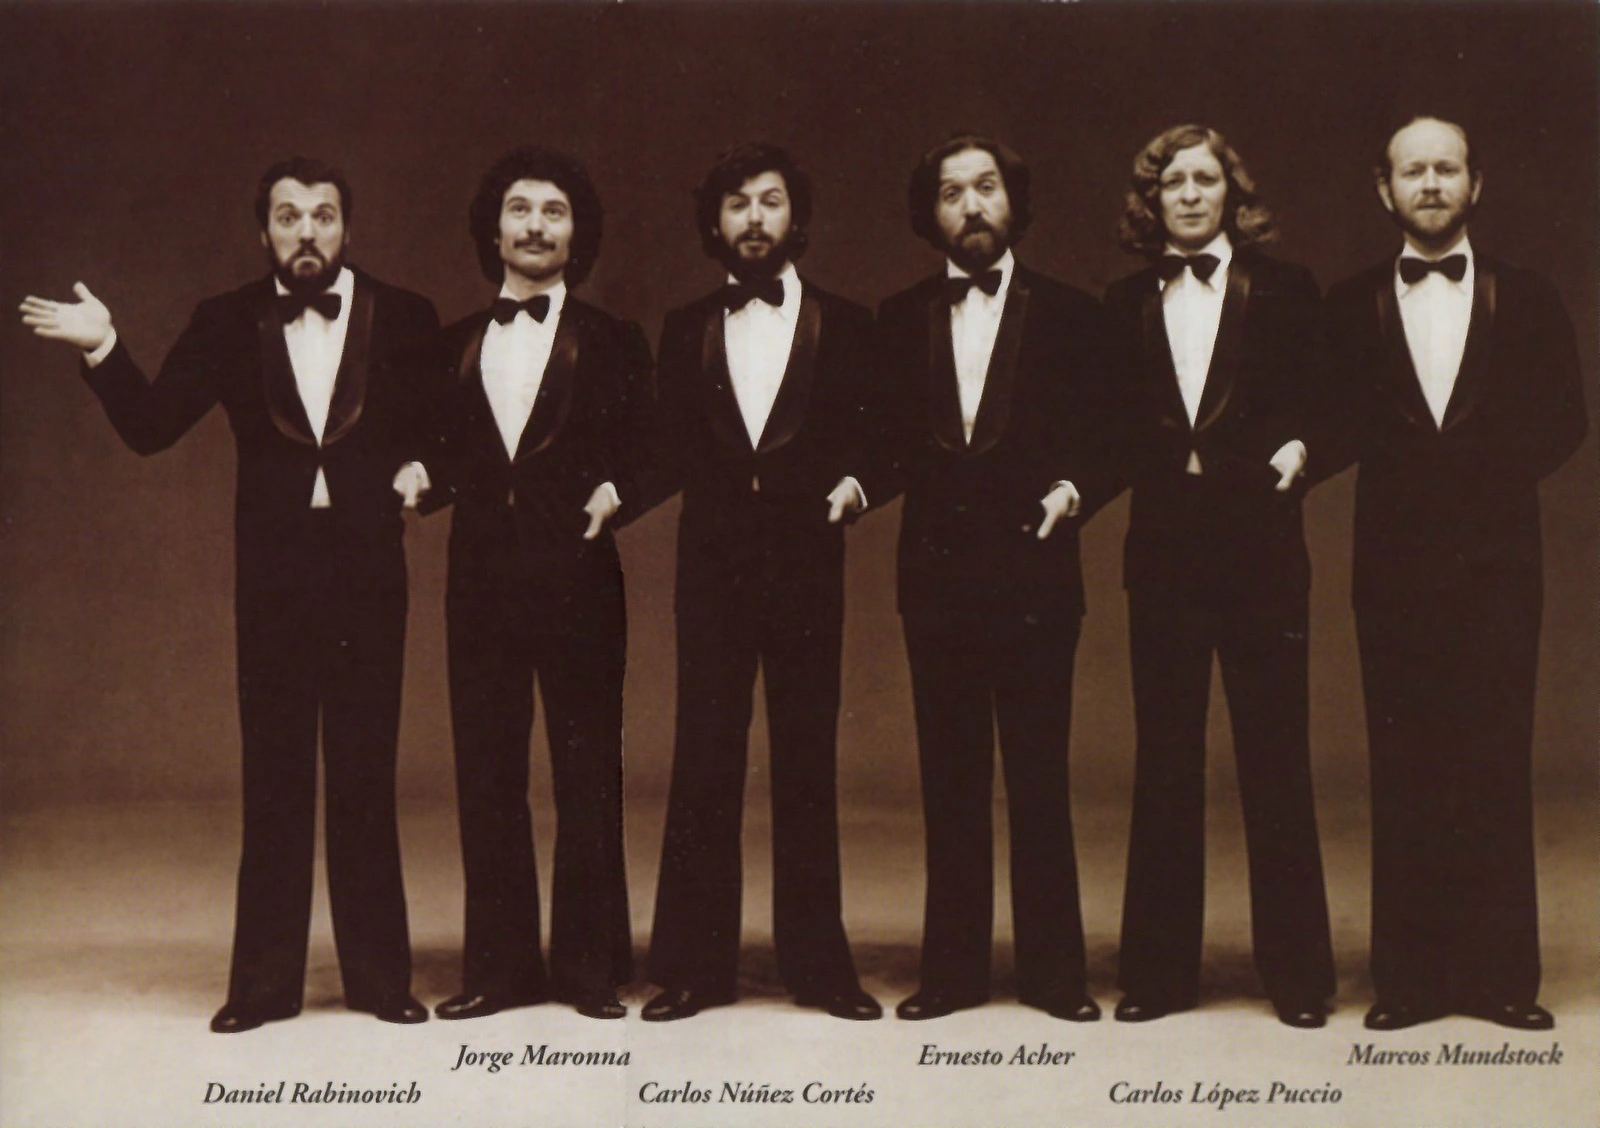 Jorge Maronna
Ernesto Acher
Marcos Mundstock
Daniel Rabinovich
Carlos Núñez Cortés
Carlos López Puccio